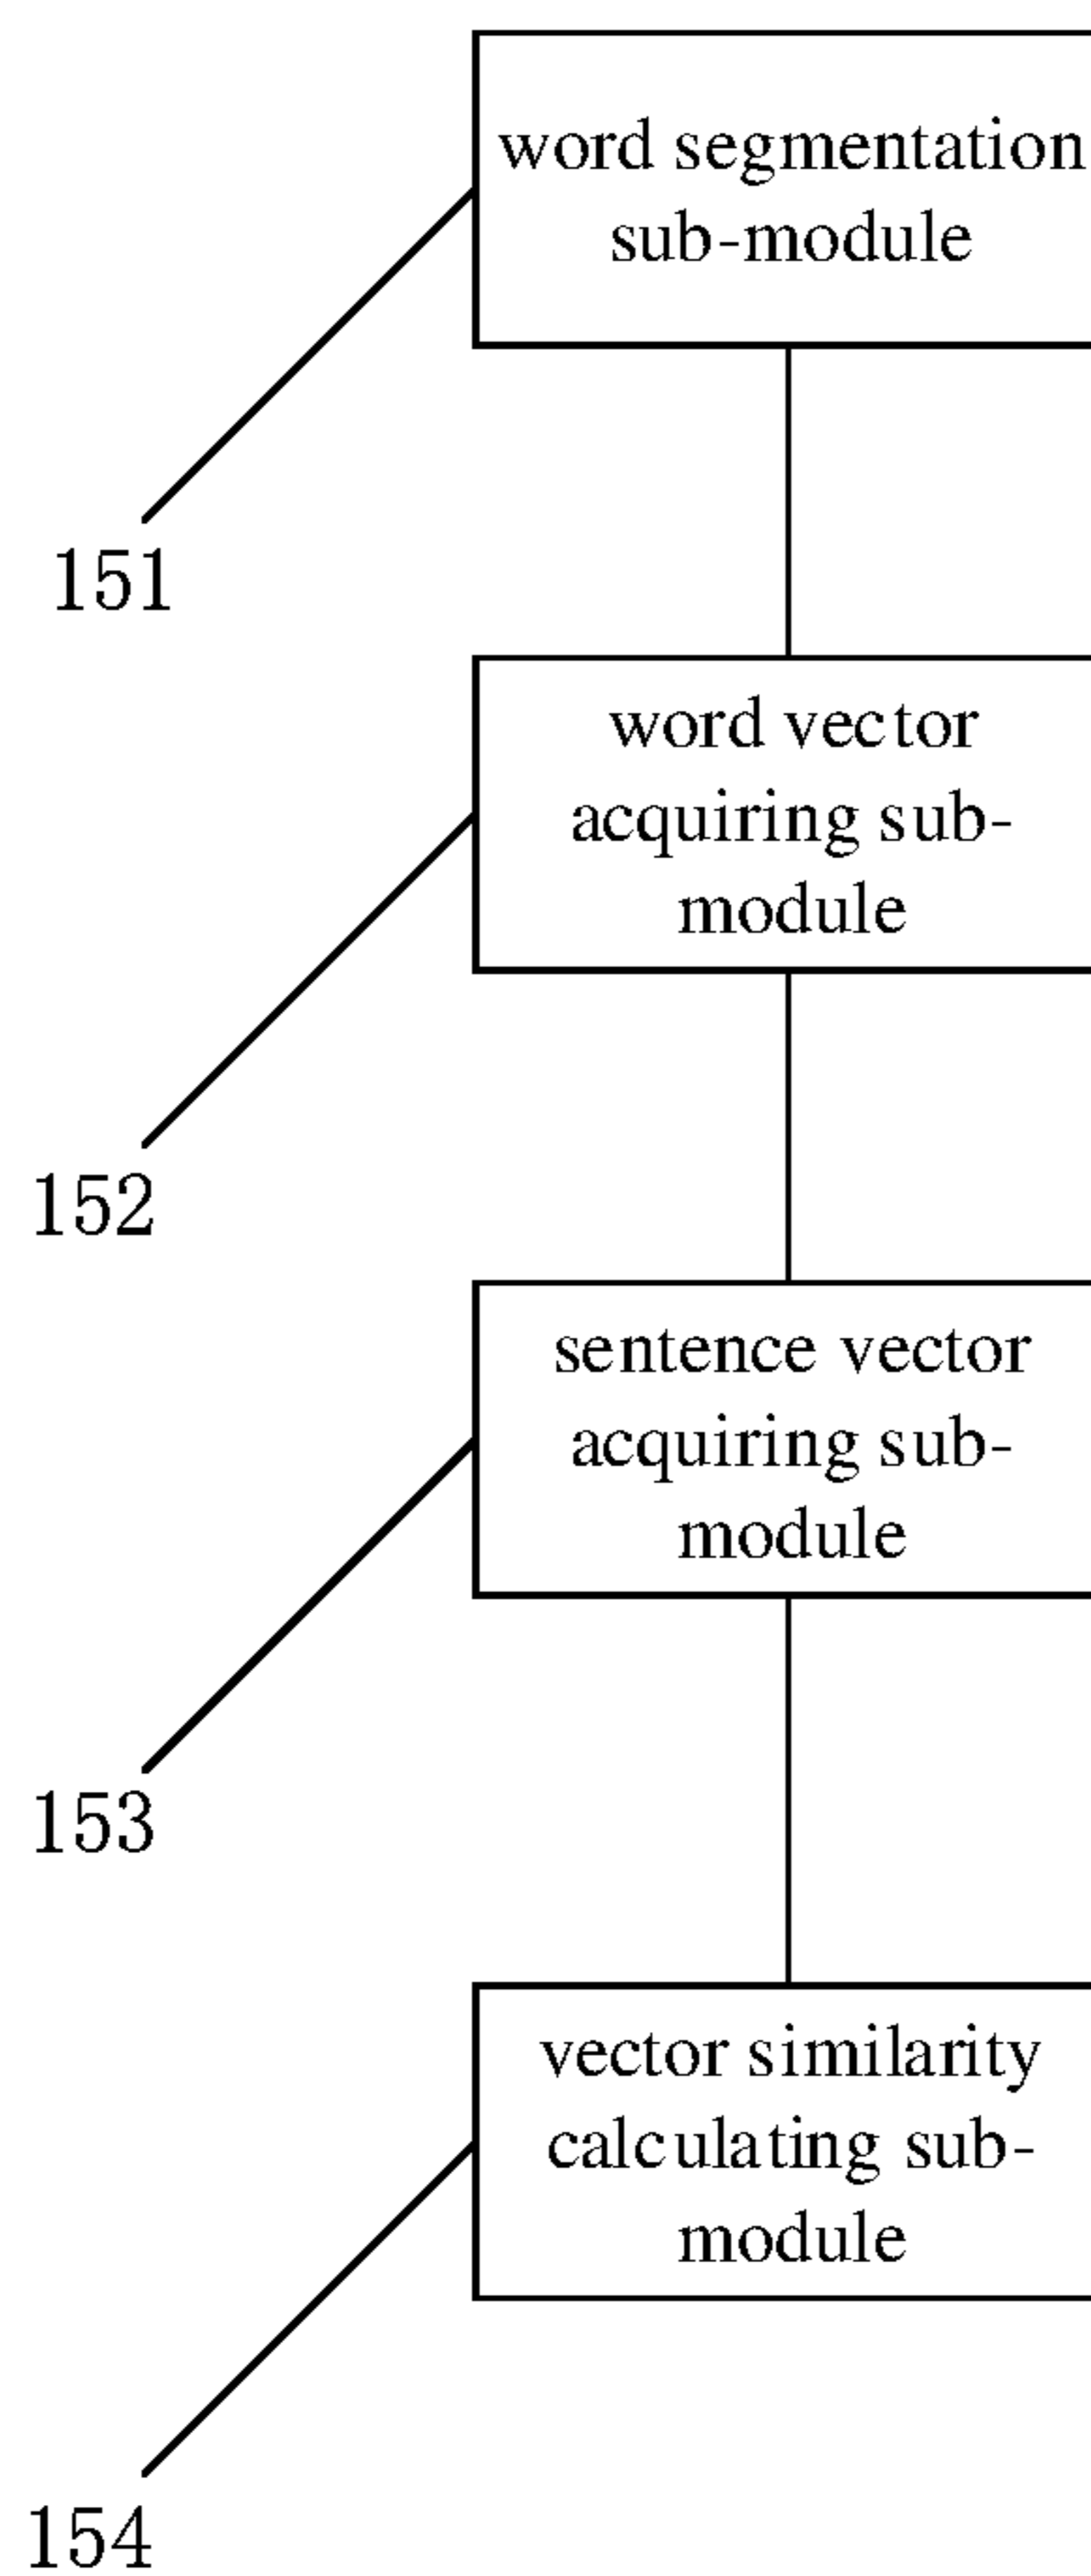 word segmentation
sub-module
151
word vector
acquiring sub-
module
152
sentence vector
acquiring sub-
module
153
vector similarity
calculating sub-
module
154